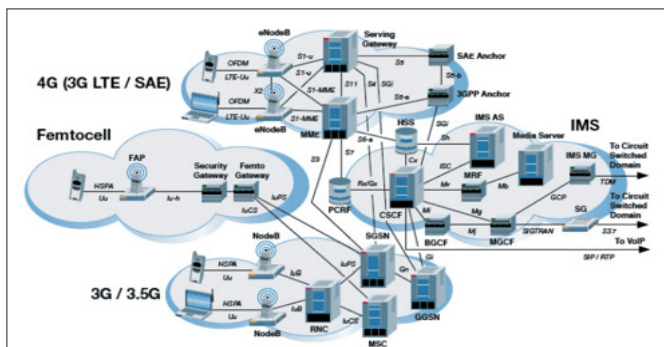 eNodeB
Serving
Gateway
OFDM
S1-u
S8
SAE Anchor
4G (3G LTE / SAE)
LTE-Uu
S1-u
S11
S4
SGi
S8-b
X2
S1-MME
OFDM
S1-MME
S8-a
3GPP Anchor
LTE-Uu
eNodeB
MME
SGi
IMS AS
IMS
Femtocell
S6-a
HSS
Sh
Media Server
To Circuit
Switched
Domain
FAP
Security
Gateway
Femto
Gateway
S3
S7
Cx
ISC
MRF
IMS MG
HSPA
Uu
Iu-h
IuPS
IuCS
Rx/Gx
Mr
Mb
TDM
GCP
PCRF
CSCF
Mi
Mg
SG
To Circuit
Switched
Domain
BGCF
Mj
MGCF
SIGTRAN
SS7
SGSN
Gi
To VoIP
SIP / RTP
NodeB
HSPA
Uu
IuB
IuPS
Gn
3G / 3.5G
HSPA
Uu
IuB
RNC
IuCS
GGSN
NodeB
MSC